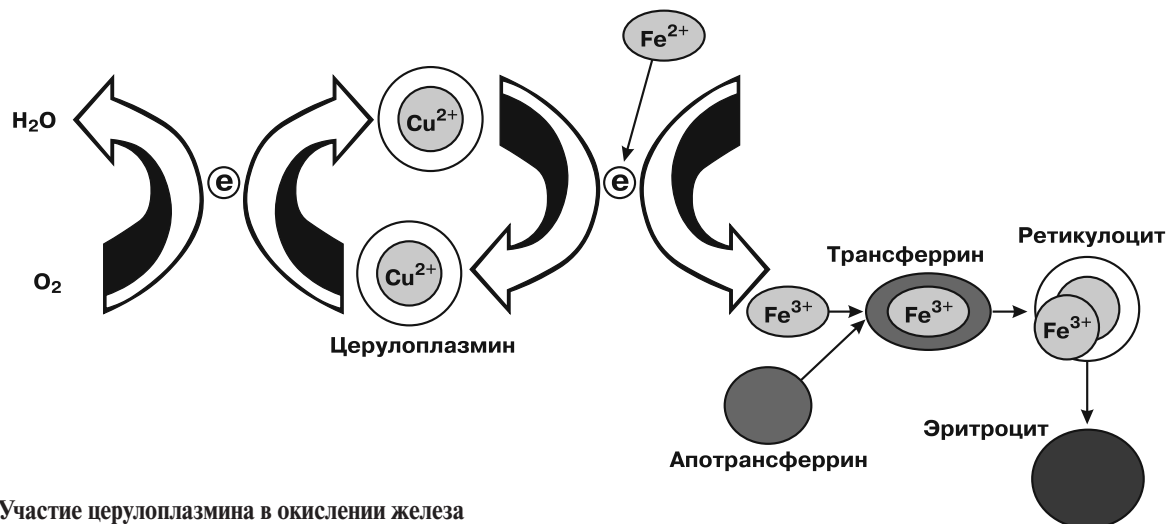 Fe²⁺
H₂O
Cu²⁺
e
e
O₂
Cu²⁺
Церулоплазмин
Трансферрин
Ретикулоцит
Fe³⁺
Fe³⁺
Fe³⁺
Апотрансферрин
Эритроцит
Участие церулоплазмина в окислении железа